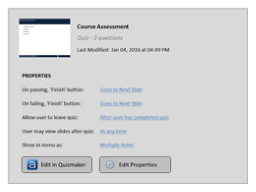 Course Assessment
Quiz - 2 questions
Last Modified: Jan 04, 2016 at 04:49 PM
PROPERTIES
On passing, 'Finish' button: Goes to Next Slide
On failing, 'Finish' button: Goes to Next Slide
Allow user to leave quiz: After user has completed quiz
User may view slides after quiz: At any time
Show in menu as: Multiple items
Edit in Quizmaker
Edit Properties